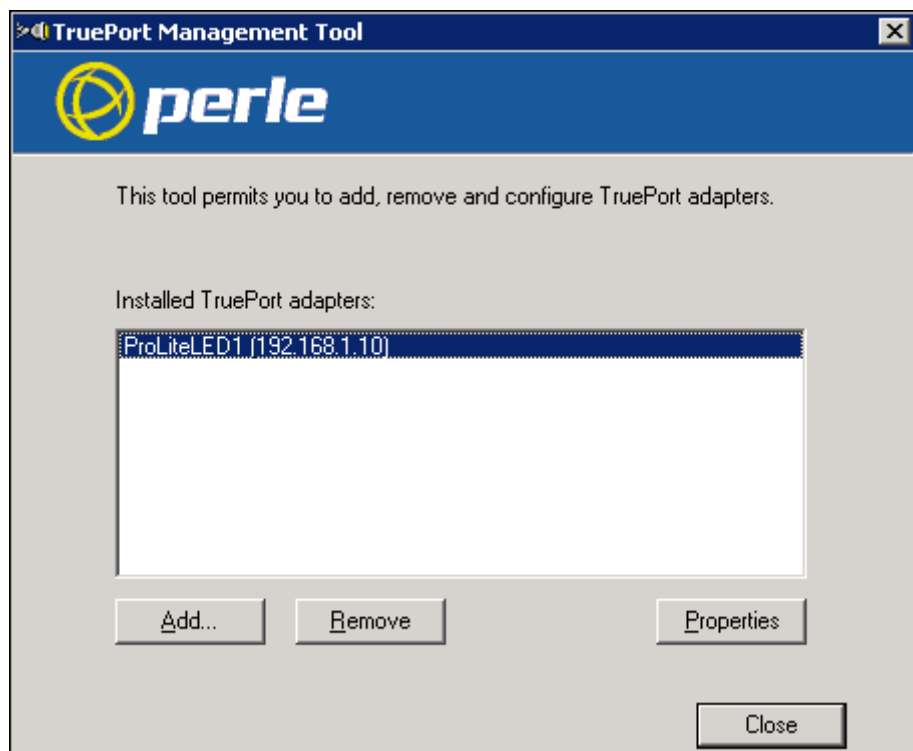 TruePort Management Tool
perle
This tool permits you to add, remove and configure TruePort adapters.
Installed TruePort adapters:
ProLiteLED1 (192.168.1.10)
Add...
Remove
Properties
Close